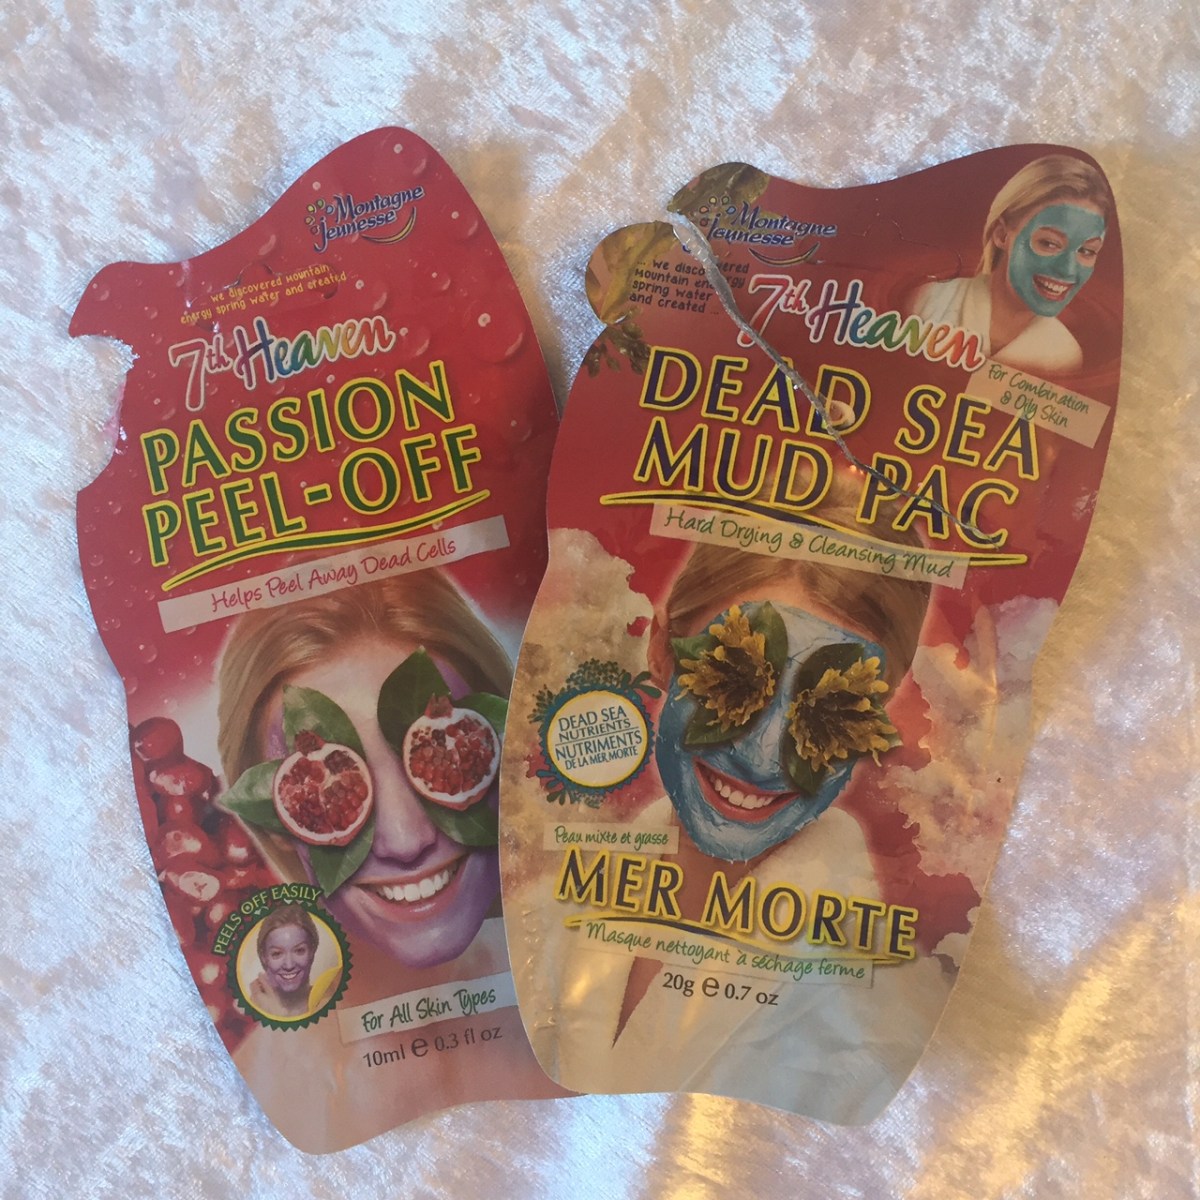 Montagne
Jeunesse
... we discovered mountain
energy spring water and created ...
7th Heaven
PASSION
PEEL-OFF
Helps Peel Away Dead Cells
PEELS OFF EASILY
For All Skin Types
10ml e 0.3 fl oz
Montagne
Jeunesse
... we discovered
mountain energy
spring water
and created ...
7th Heaven
For Combination
& Oily Skin
DEAD SEA
MUD PAC
Hard Drying & Cleansing Mud
DEAD SEA
NUTRIENTS
NUTRIMENTS
DE LA MER MORTE
Peau mixte et grasse
MER MORTE
Masque nettoyant à séchage ferme
20g e 0.7 oz